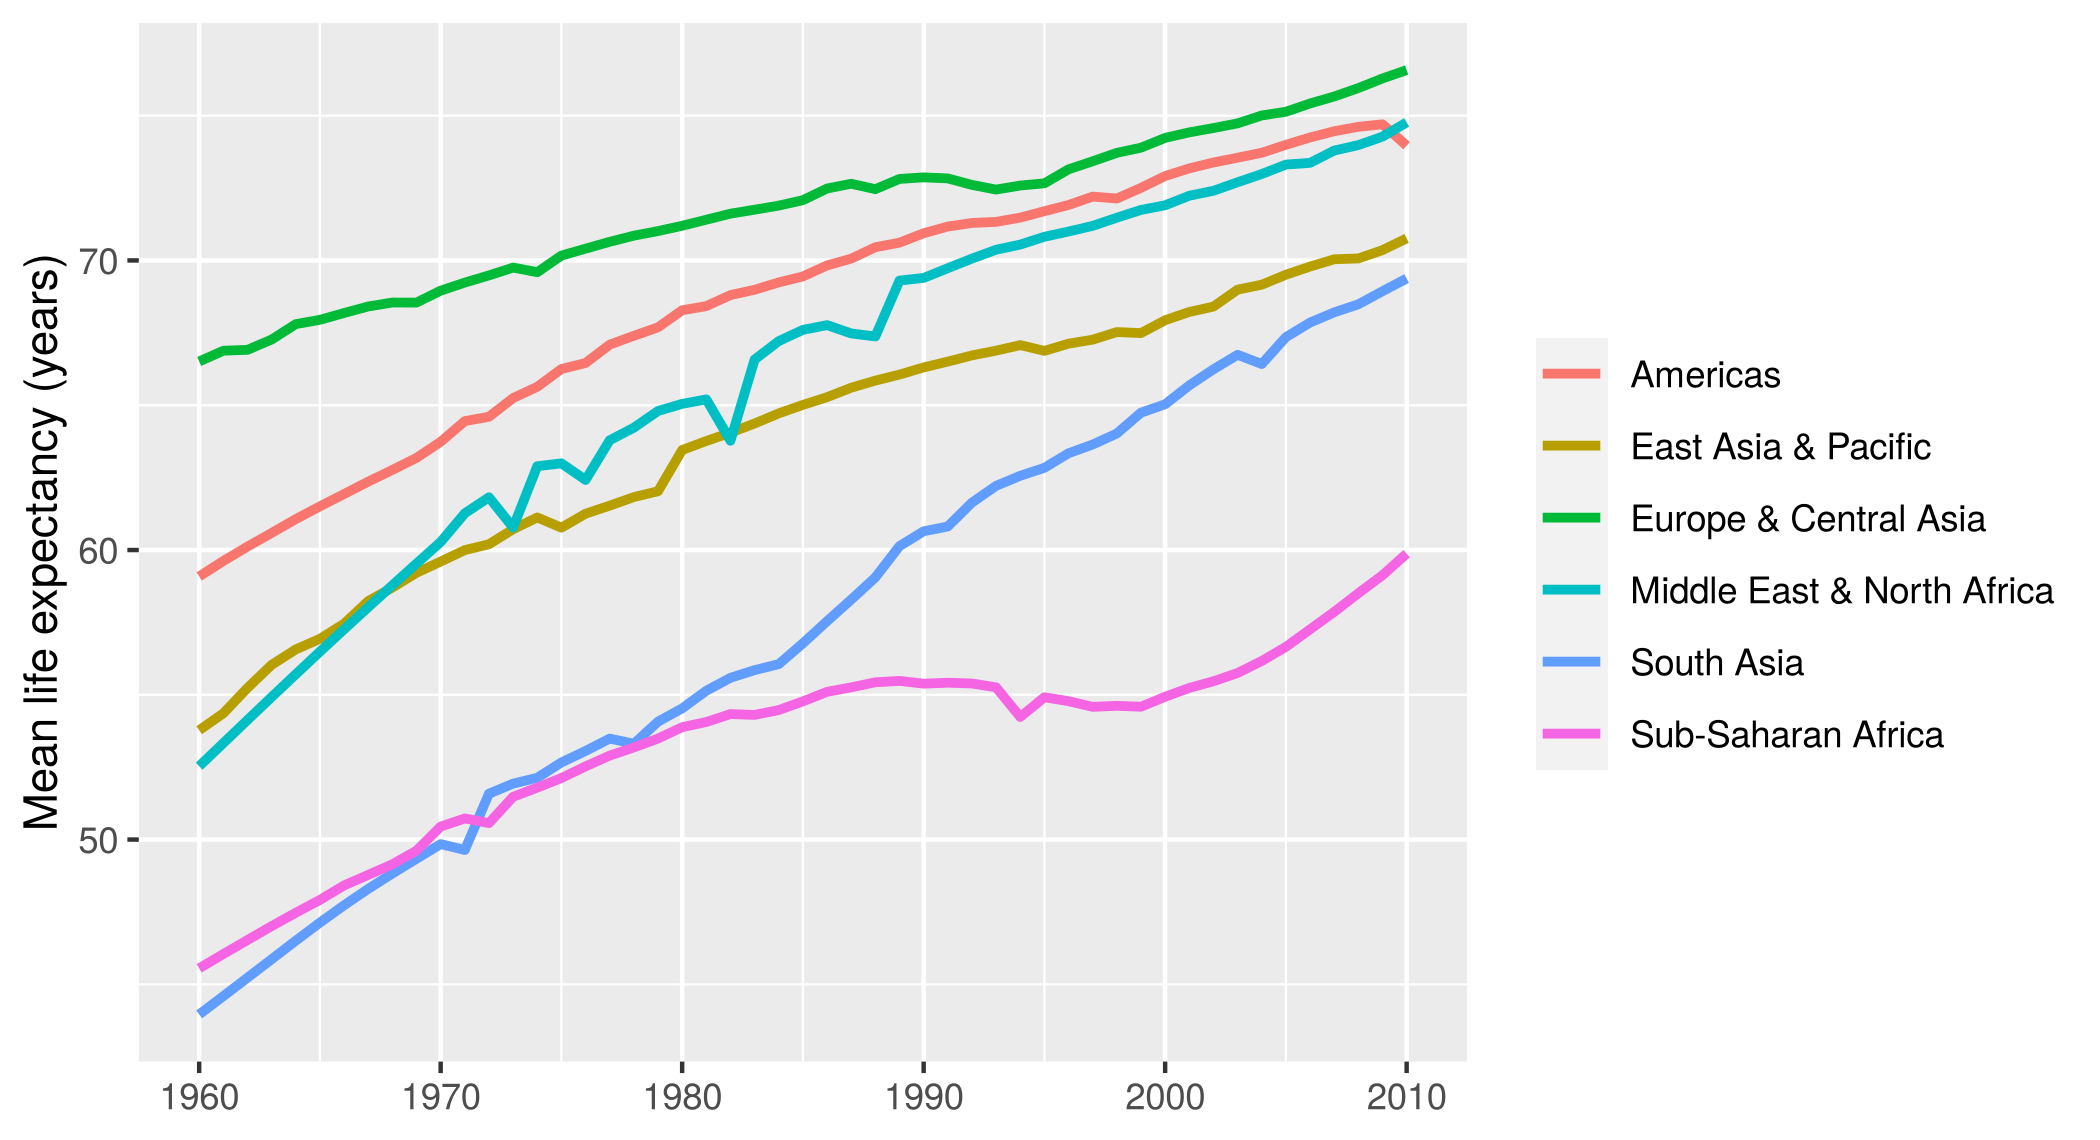 Mean life expectancy (years)
70
60
50
1960
1970
1980
1990
2000
2010
Americas
East Asia & Pacific
Europe & Central Asia
Middle East & North Africa
South Asia
Sub-Saharan Africa